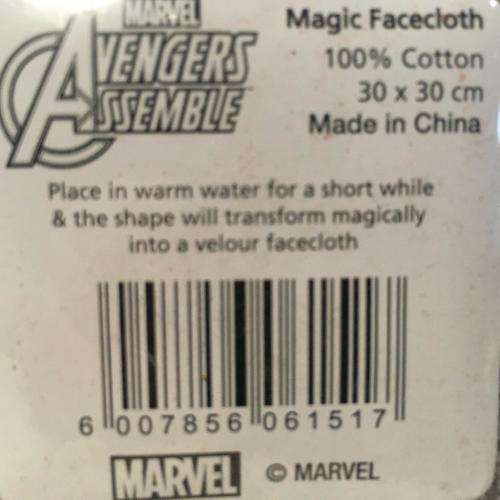 MARVEL
AVENGERS
ASSEMBLE
Magic Facecloth
100% Cotton
30 x 30 cm
Made in China
Place in warm water for a short while
& the shape will transform magically
into a velour facecloth
6 007856 061517
MARVEL © MARVEL